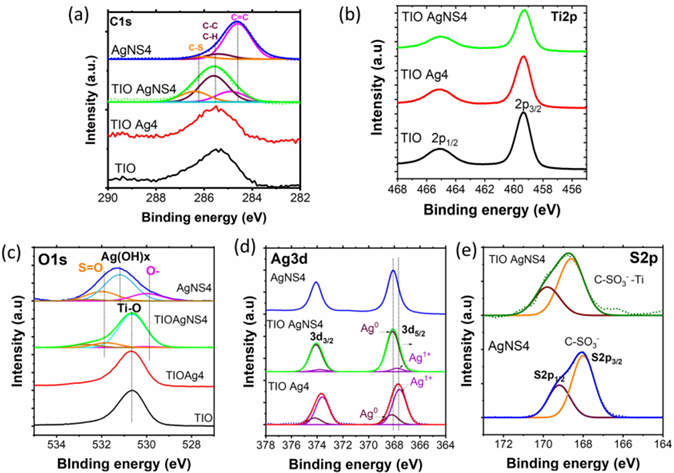 (a)
C1s
C=C
C-C
C-H
C-S
AgNS4
TIO AgNS4
TIO Ag4
TIO
Intensity (a.u.)
290 288 286 284 282
Binding energy (eV)
(b)
TIO AgNS4
Ti2p
TIO Ag4
2p3/2
TIO 2p1/2
Intensity (a.u)
468 466 464 462 460 458 456
Binding energy (eV)
(c)
O1s
Ag(OH)x
S=O
O-
AgNS4
Ti-O
TIOAgNS4
TIOAg4
TIO
Intensity (a.u)
534 532 530 528
BInding energy (eV)
(d)
Ag3d
AgNS4
TIO AgNS4
Ag0
3d3/2
3d5/2
Ag1+
TIO Ag4
Ag1+
Ag0
Intensity (a.u)
378 376 374 372 370 368 366 364
Binding energy (eV)
(e)
TIO AgNS4
S2p
C-SO3- -Ti
AgNS4
C-SO3-
S2p3/2
S2p1/2
Intensity (a.u)
172 170 168 166 164
Binding energy (eV)